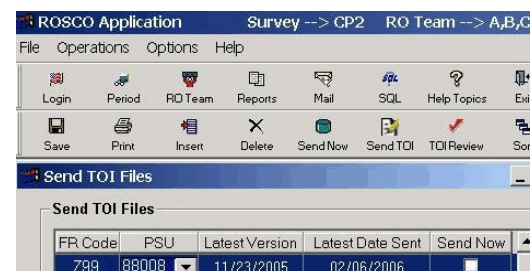 ROSCO Application Survey --> CP2 RO Team --> A,B,C
File Operations Options Help
Login Period RO Team Reports Mail SQL Help Topics Exi
Save Print Insert Delete Send Now Send TOI TOI Review Sor
Send TOI Files
Send TOI Files
FR Code PSU Latest Version Latest Date Sent Send Now
799 88008 11/23/2005 02/06/2006